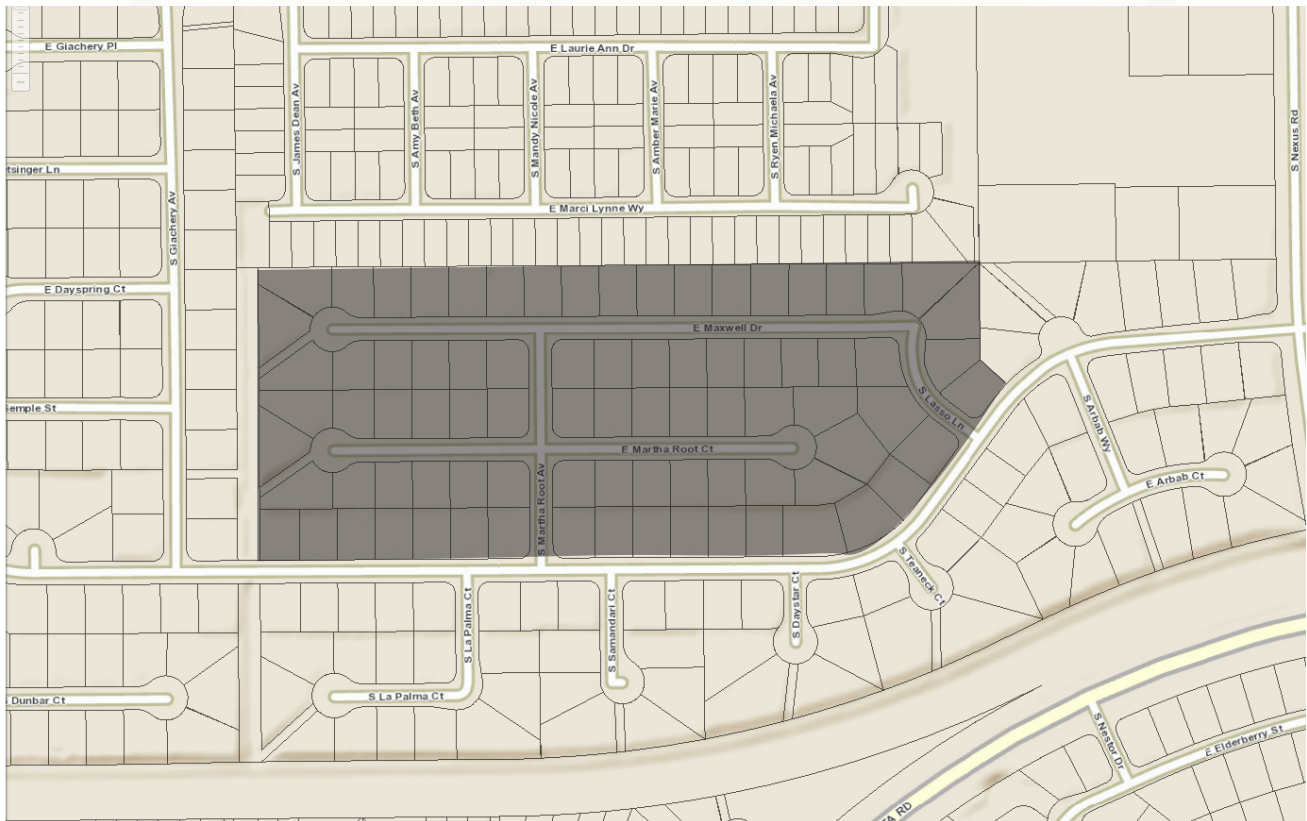 E Giachery Pl
E Laurie Ann Dr
S James Dean Av
S Amy Beth Av
S Mandy Nicole Av
S Amber Marie Av
S Ryen Michaela Av
S Nexus Rd
tsinger Ln
S Giachery Av
E Marci Lynne Wy
E Dayspring Ct
E Maxwell Dr
S Lasso Ln
Semple St
S Arbab Wy
E Martha Root Ct
S Martha Root Av
E Arbab Ct
S Teaneck Ct
S La Palma Ct
S Samandari Ct
S Daystar Ct
S La Palma Ct
S Dunbar Ct
S Nestor Dr
E Elderberry St
TA RD